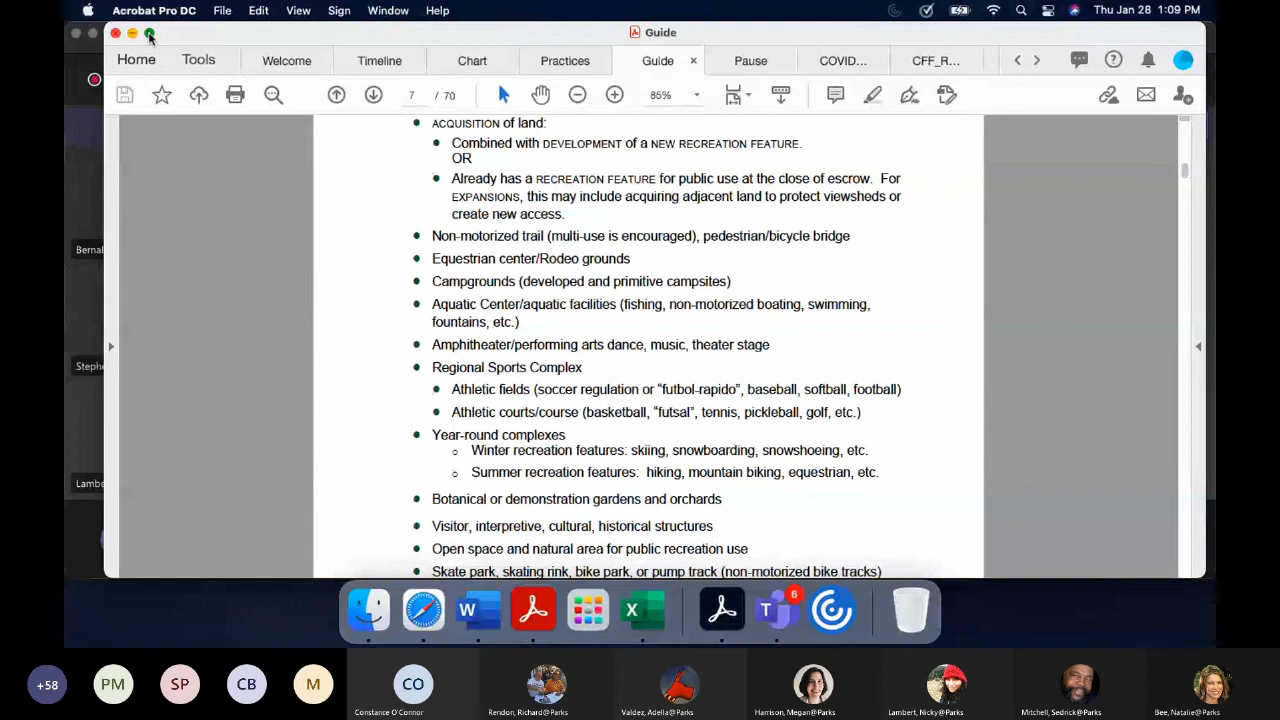 Acrobat Pro DC File Edit View Sign Window Help Thu Jan 28 1:09 PM
Guide
Home Tools Welcome Timeline Chart Practices Guide × Pause COVID... CFF_R...
7 / 70 85%
ACQUISITION of land:
Combined with DEVELOPMENT of a NEW RECREATION FEATURE.
OR
Already has a RECREATION FEATURE for public use at the close of escrow. For
EXPANSIONS, this may include acquiring adjacent land to protect viewsheds or
create new access.
Non-motorized trail (multi-use is encouraged), pedestrian/bicycle bridge
Bernal
Equestrian center/Rodeo grounds
Campgrounds (developed and primitive campsites)
Aquatic Center/aquatic facilities (fishing, non-motorized boating, swimming,
fountains, etc.)
Amphitheater/performing arts dance, music, theater stage
Stephe
Regional Sports Complex
Athletic fields (soccer regulation or "futbol-rapido", baseball, softball, football)
Athletic courts/course (basketball, "futsal", tennis, pickleball, golf, etc.)
Year-round complexes
Winter recreation features: skiing, snowboarding, snowshoeing, etc.
Summer recreation features: hiking, mountain biking, equestrian, etc.
Lambe
Botanical or demonstration gardens and orchards
Visitor, interpretive, cultural, historical structures
Open space and natural area for public recreation use
Skate park, skating rink, bike park, or pump track (non-motorized bike tracks)
W X T 6
+58 PM SP CB M CO
Constance O'Connor Rendon, Richard@Parks Valdez, Adella@Parks Harrison, Megan@Parks Lambert, Nicky@Parks Mitchell, Sedrick@Parks Bee, Natalie@Parks